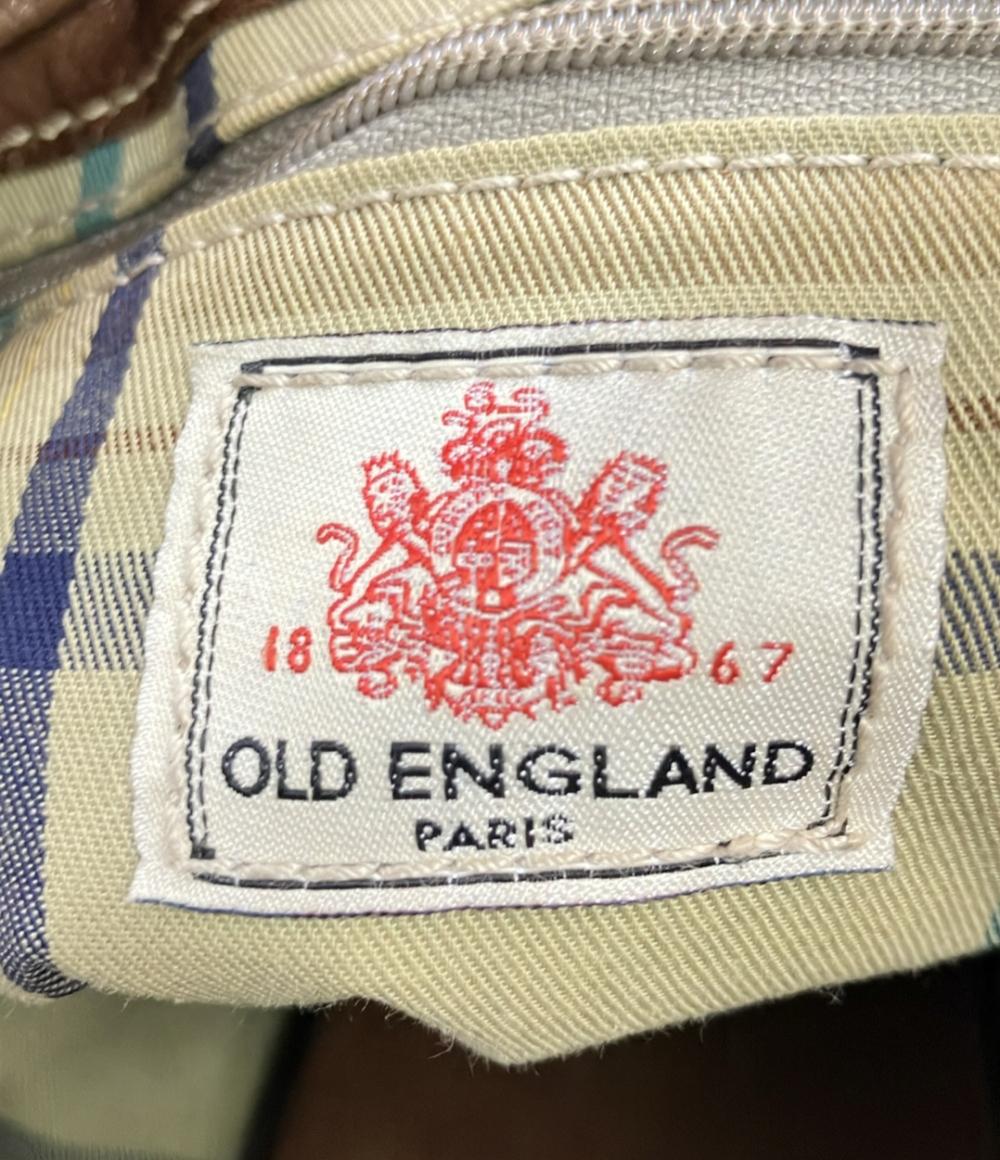 18 67
OLD ENGLAND
PARIS